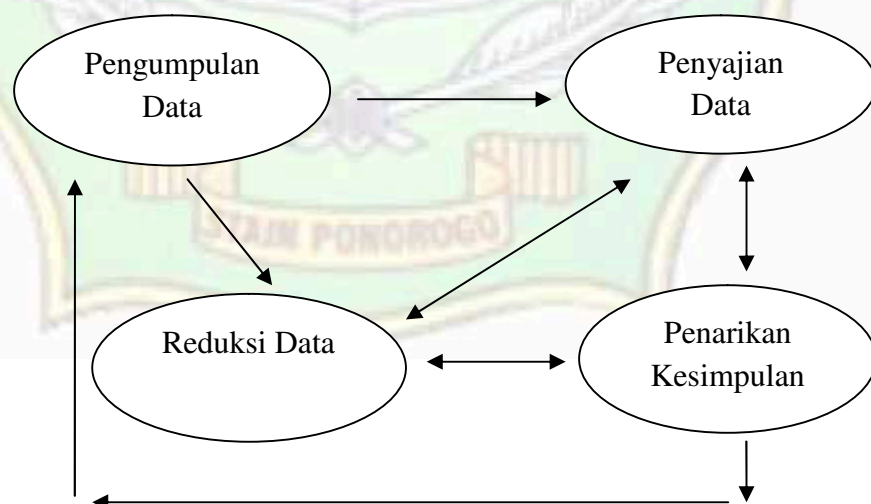 Pengumpulan
Data
Penyajian
Data
STAIN PONOROGO
Reduksi Data
Penarikan
Kesimpulan